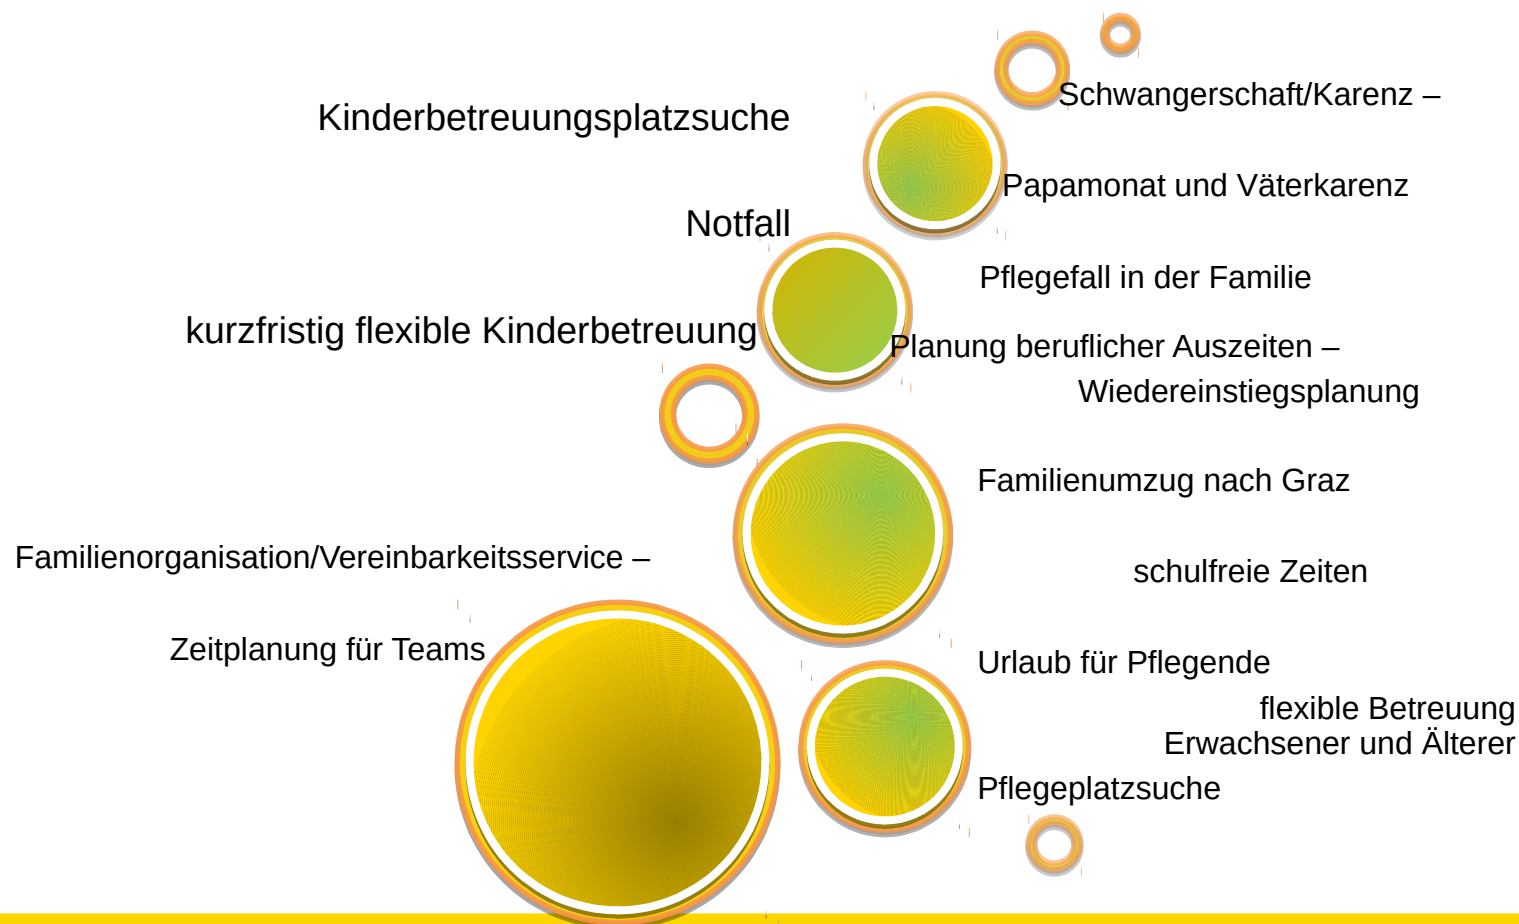 Kinderbetreuungsplatzsuche
Notfall
kurzfristig flexible Kinderbetreuung
Familienorganisation/Vereinbarkeitsservice –
Zeitplanung für Teams
Schwangerschaft/Karenz –
Papamonat und Väterkarenz
Pflegefall in der Familie
Planung beruflicher Auszeiten –
Wiedereinstiegsplanung
Familienumzug nach Graz
schulfreie Zeiten
Urlaub für Pflegende
flexible Betreuung
Erwachsener und Älterer
Pflegeplatzsuche